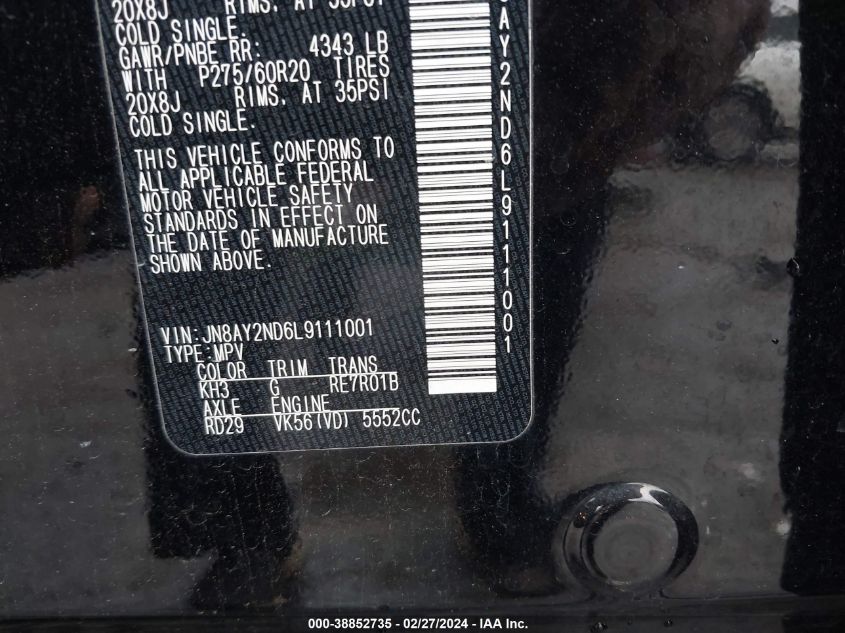 20X8J RIMS. AT 35PSI
COLD SINGLE.
GAWR/PNBE RR: 4343 LB
WITH P275/60R20 TIRES
20X8J RIMS. AT 35PSI
COLD SINGLE.
THIS VEHICLE CONFORMS TO
ALL APPLICABLE FEDERAL
MOTOR VEHICLE SAFETY
STANDARDS IN EFFECT ON
THE DATE OF MANUFACTURE
SHOWN ABOVE.
VIN:JN8AY2ND6L9111001
TYPE:MPV
COLOR TRIM TRANS
KH3 G RE7R01B
AXLE ENGINE
RD29 VK56(VD) 5552CC
AY2ND6L9111001
000-38852735 - 02/27/2024 - IAA Inc.